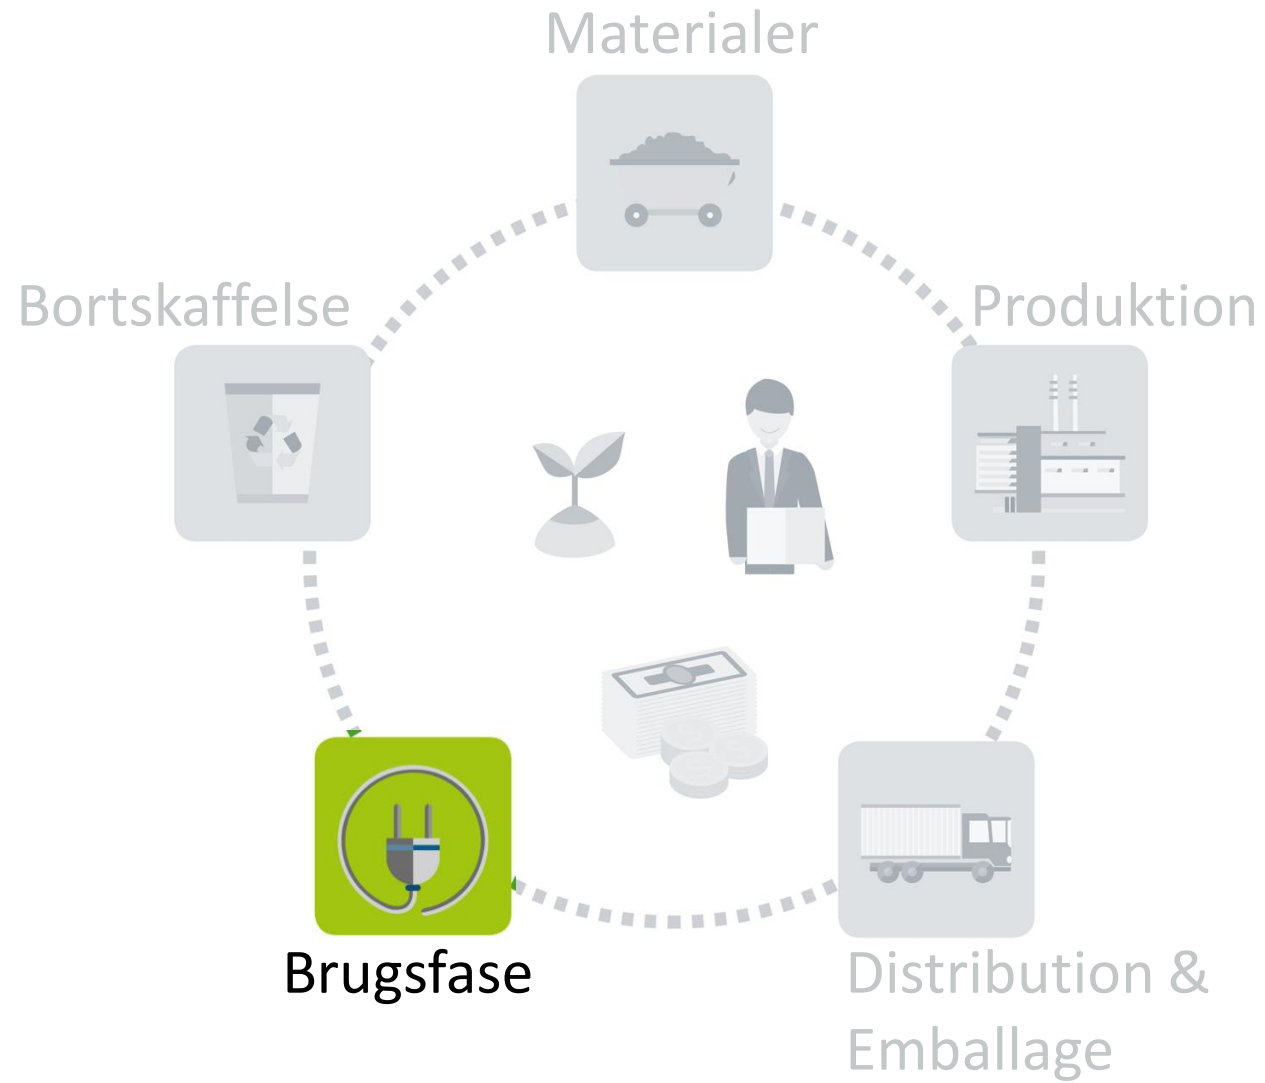 Materialer
Bortskaffelse
Produktion
Brugsfase
Distribution &
Emballage